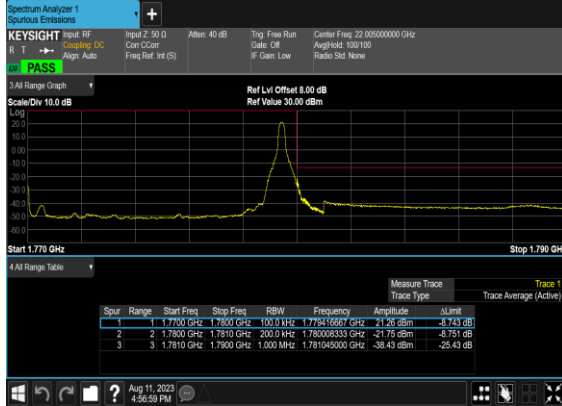 Spectrum Analyzer 1
Spurious Emissions
+
KEYSIGHT
R T
LXI
PASS
Input: RF
Coupling: DC
Align: Auto
Input Z: 50 Ω
Corr CCorr
Freq Ref: Int (S)
Atten: 40 dB
Trig: Free Run
Gate: Off
IF Gain: Low
Center Freq: 22.005000000 GHz
Avg|Hold: 100/100
Radio Std: None
3 All Range Graph
Scale/Div 10.0 dB
Ref Lvl Offset 8.00 dB
Ref Value 30.00 dBm
Log
20.0
10.0
0.00
-10.0
-20.0
-30.0
-40.0
-50.0
-60.0
Start 1.770 GHz
Stop 1.790 GH
4 All Range Table
Measure Trace Trace 1
Trace Type Trace Average (Active)
Spur Range Start Freq Stop Freq RBW Frequency Amplitude ΔLimit
1 1 1.7700 GHz 1.7800 GHz 100.0 kHz 1.779416667 GHz 21.26 dBm -8.743 dB
2 2 1.7800 GHz 1.7810 GHz 200.0 kHz 1.780008333 GHz -21.75 dBm -8.751 dB
3 3 1.7810 GHz 1.7900 GHz 1.000 MHz 1.781045000 GHz -38.43 dBm -25.43 dB
?
Aug 11, 2023
4:56:59 PM